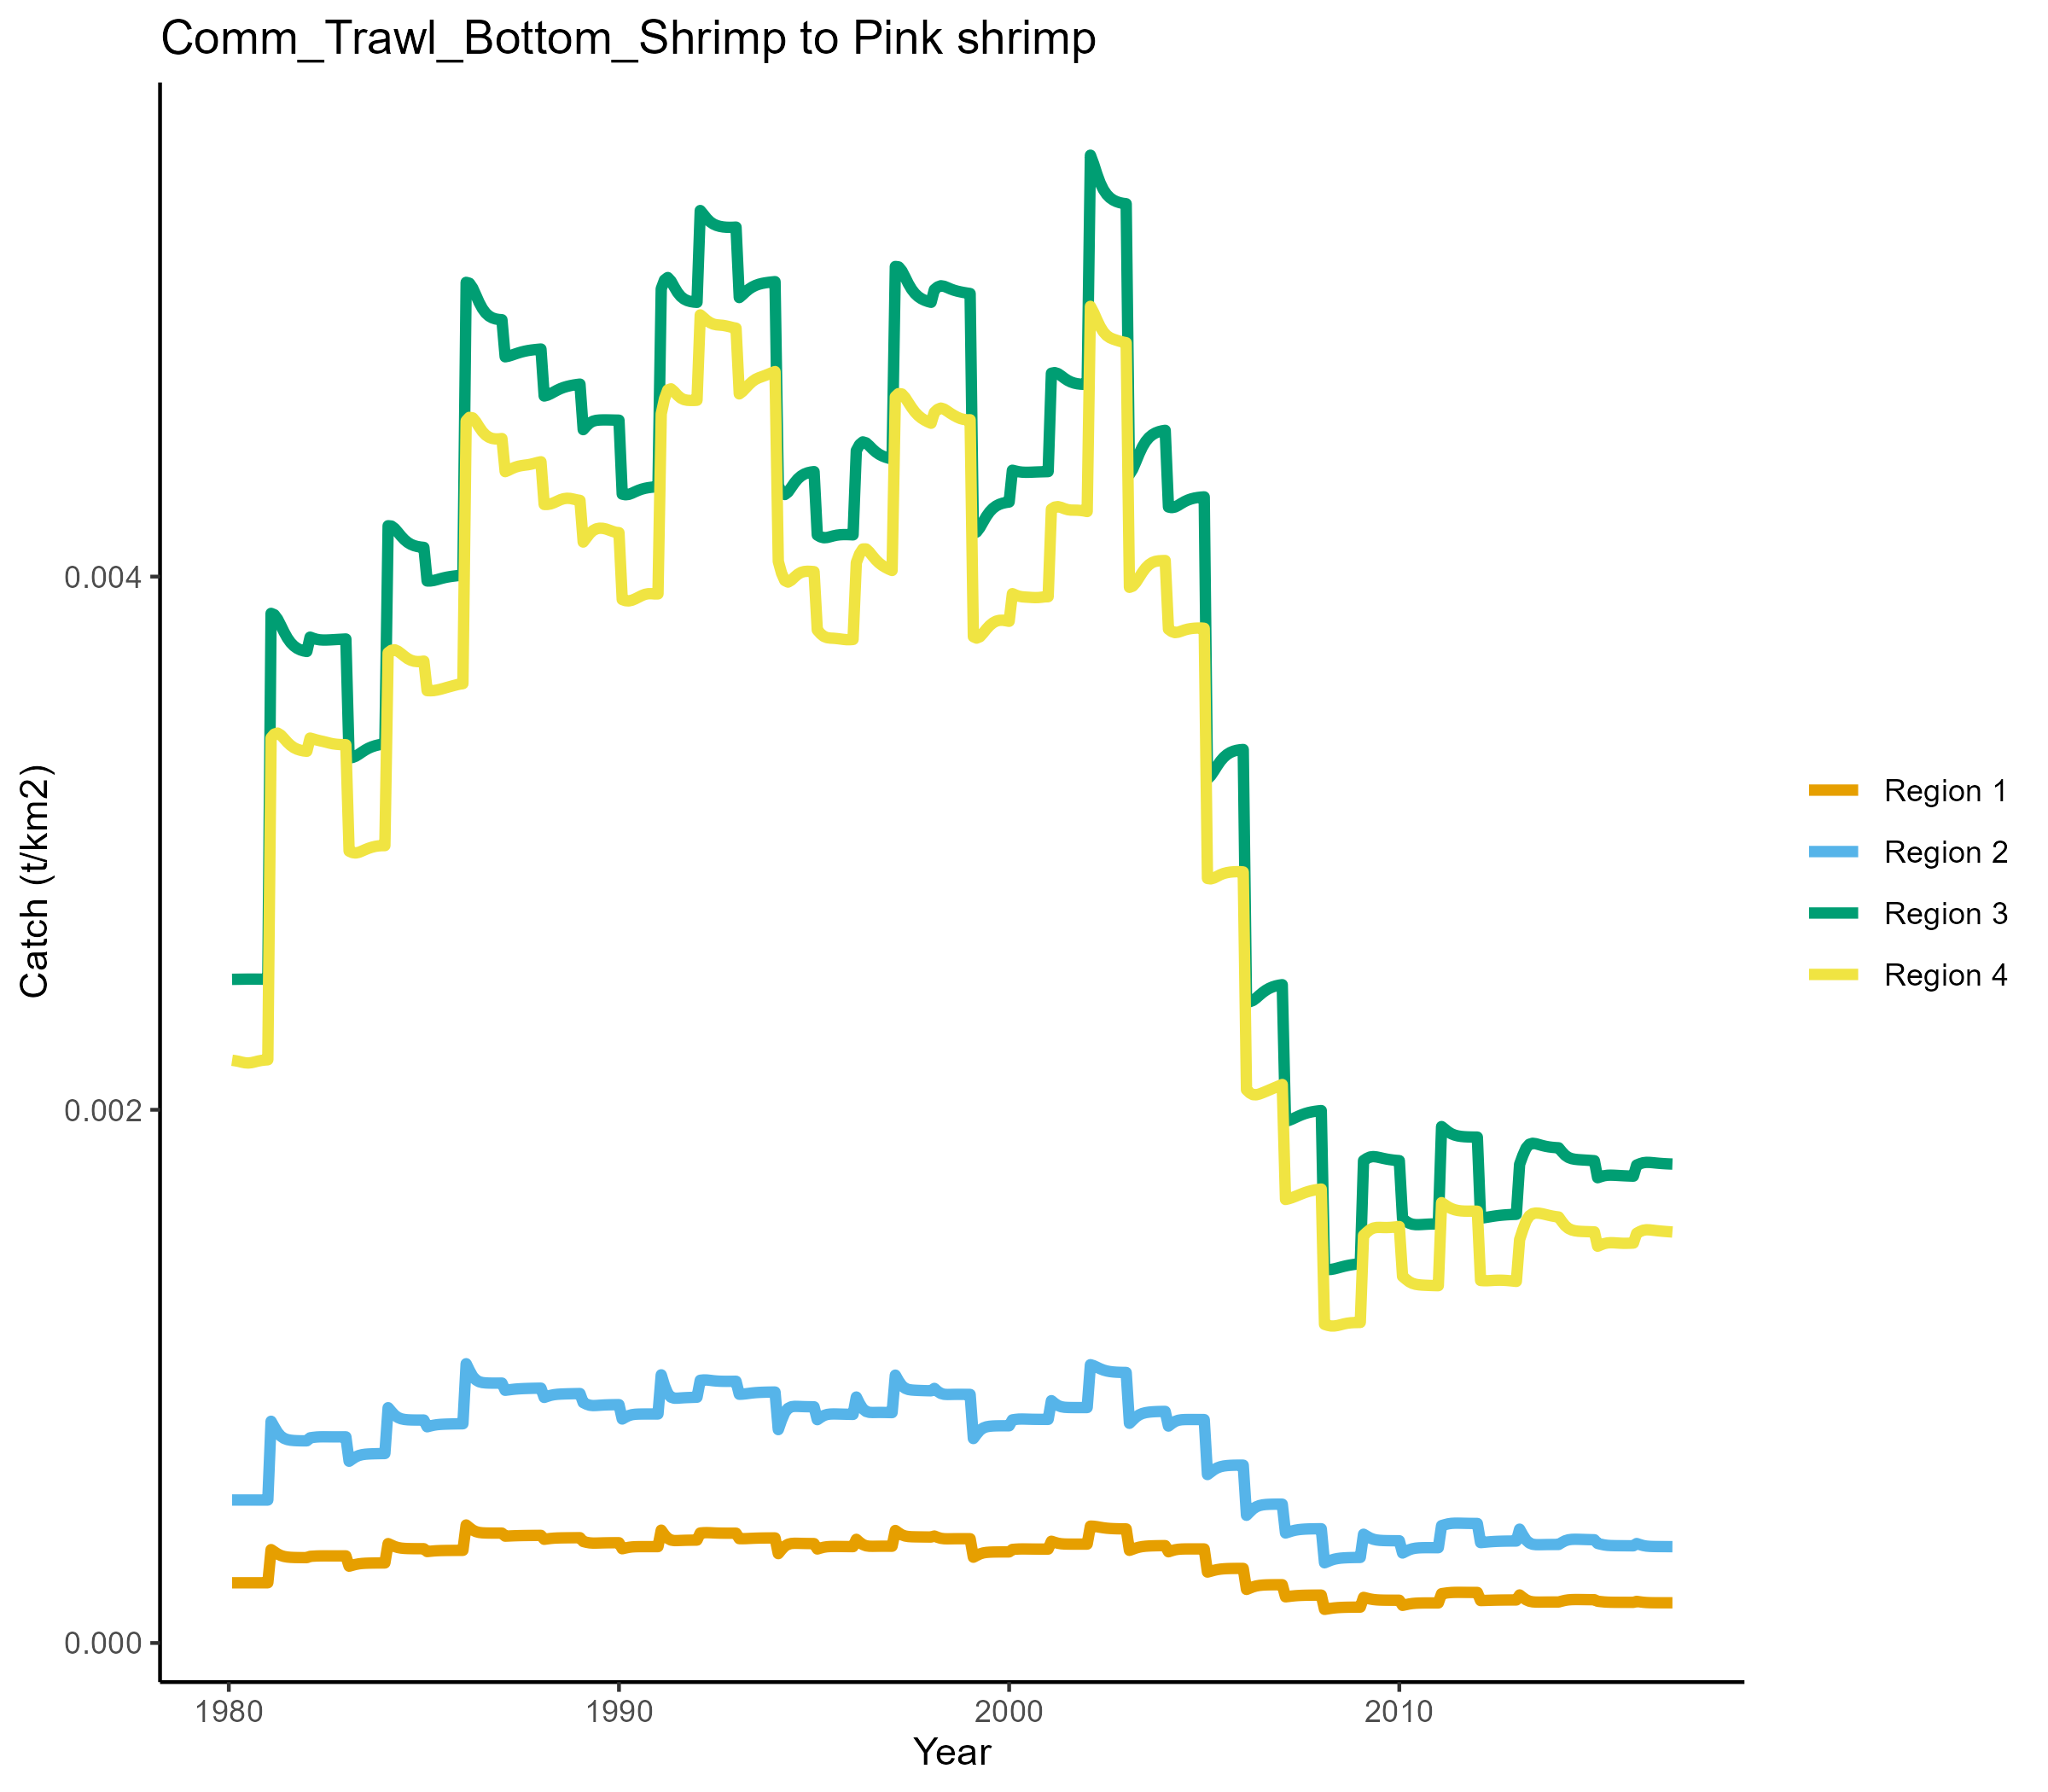 Comm_Trawl_Bottom_Shrimp to Pink shrimp
Catch (t/km2)
0.004
0.002
0.000
1980
1990
2000
2010
Year
Region 1
Region 2
Region 3
Region 4